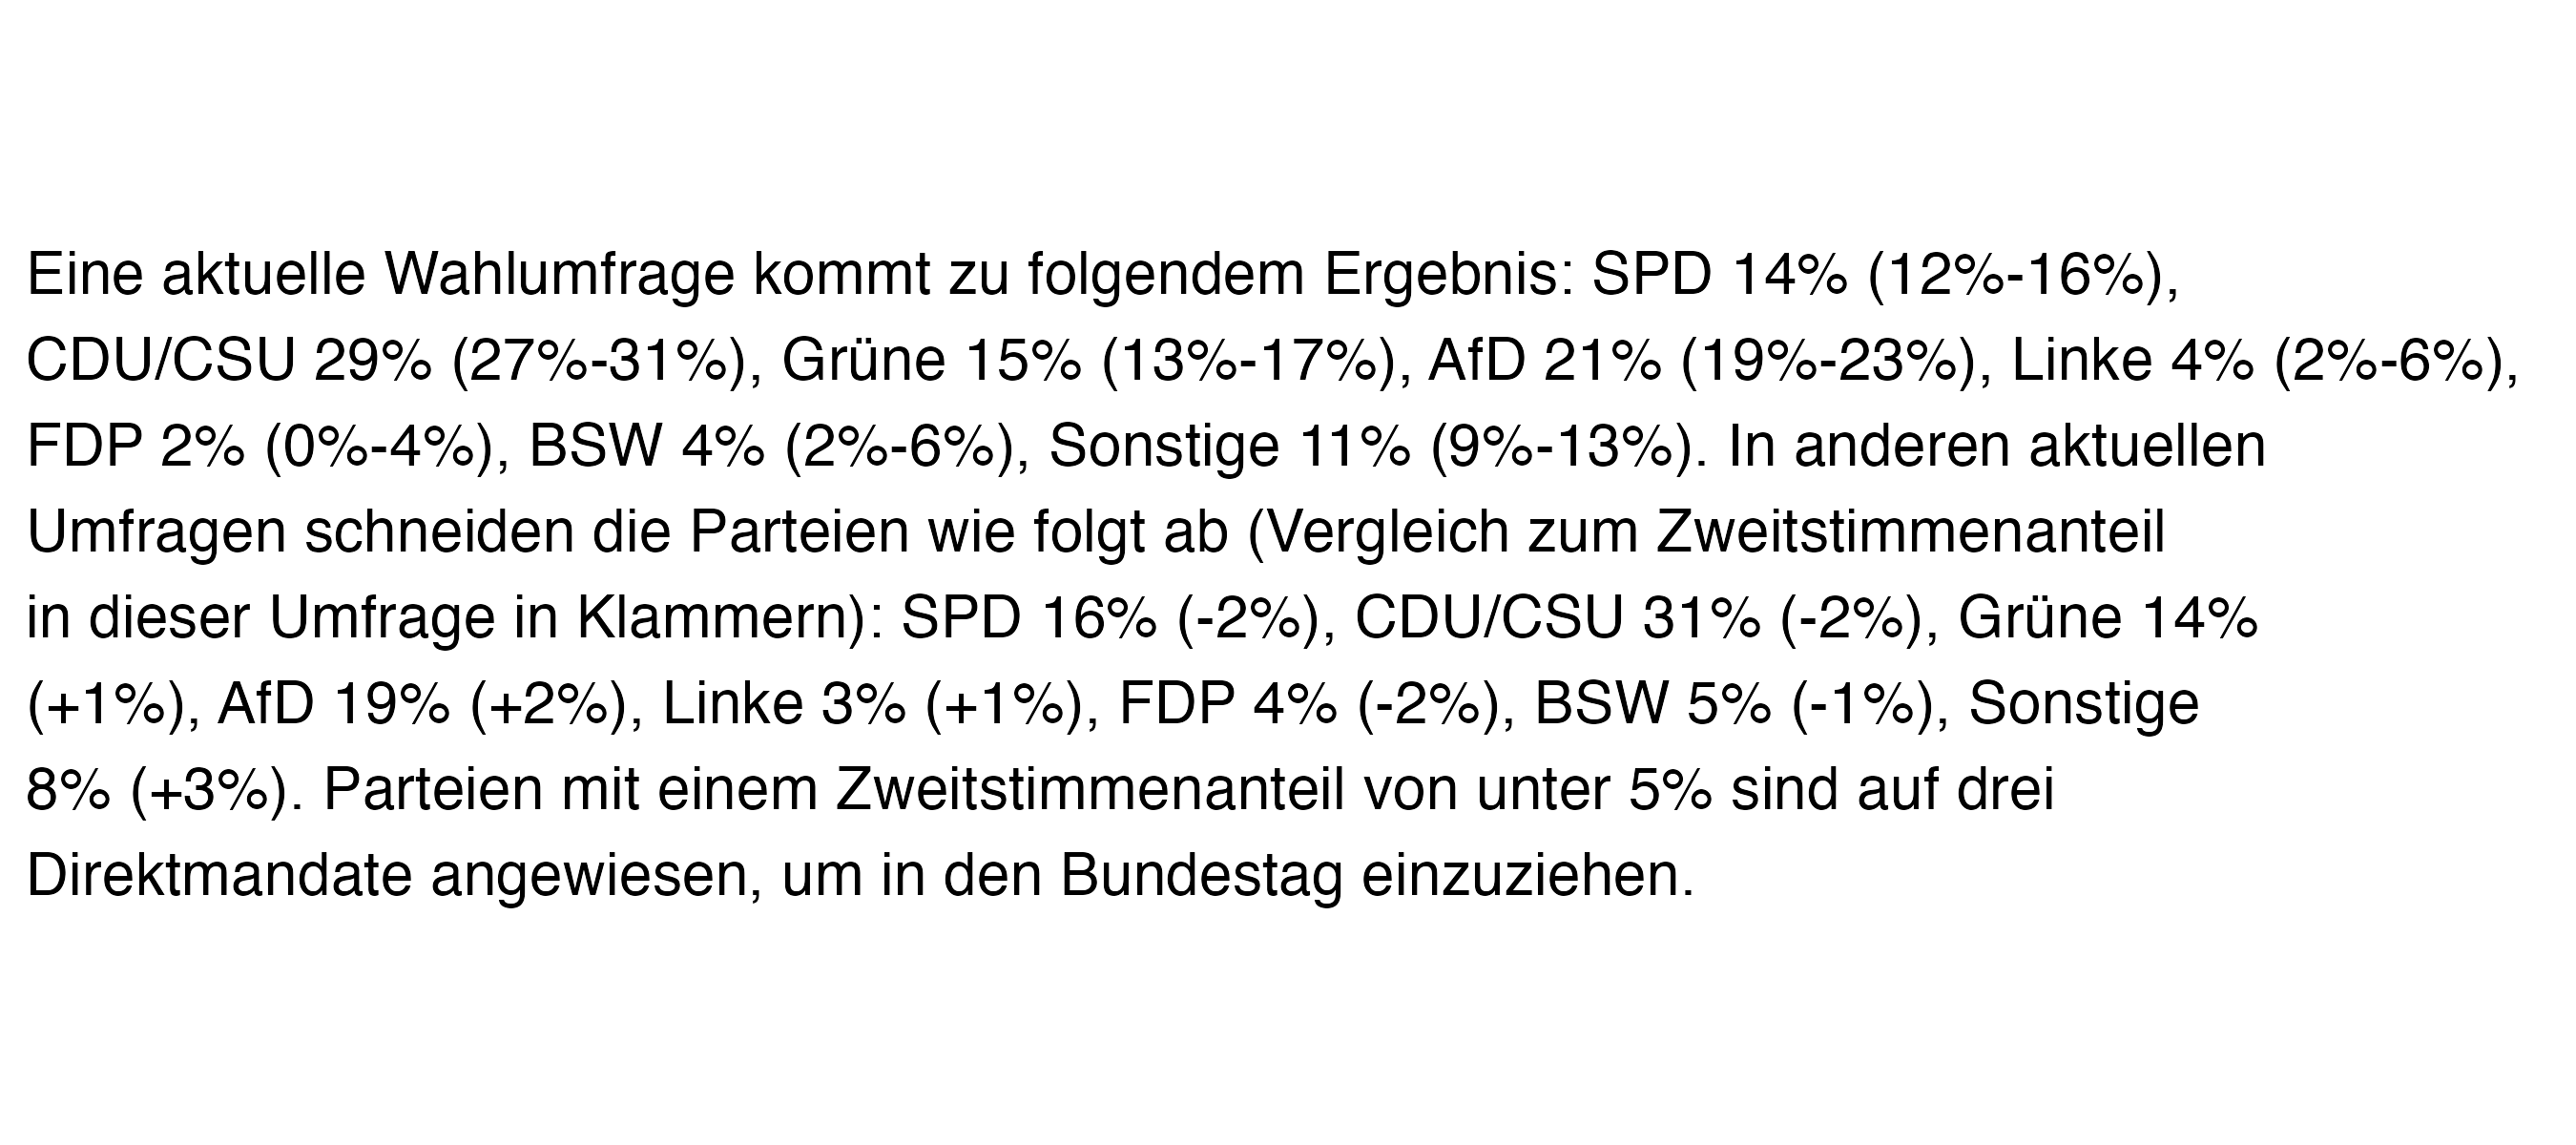 Eine aktuelle Wahlumfrage kommt zu folgendem Ergebnis: SPD 14% (12%-16%),
CDU/CSU 29% (27%-31%), Grüne 15% (13%-17%), AfD 21% (19%-23%), Linke 4% (2%-6%),
FDP 2% (0%-4%), BSW 4% (2%-6%), Sonstige 11% (9%-13%). In anderen aktuellen
Umfragen schneiden die Parteien wie folgt ab (Vergleich zum Zweitstimmenanteil
in dieser Umfrage in Klammern): SPD 16% (-2%), CDU/CSU 31% (-2%), Grüne 14%
(+1%), AfD 19% (+2%), Linke 3% (+1%), FDP 4% (-2%), BSW 5% (-1%), Sonstige
8% (+3%). Parteien mit einem Zweitstimmenanteil von unter 5% sind auf drei
Direktmandate angewiesen, um in den Bundestag einzuziehen.